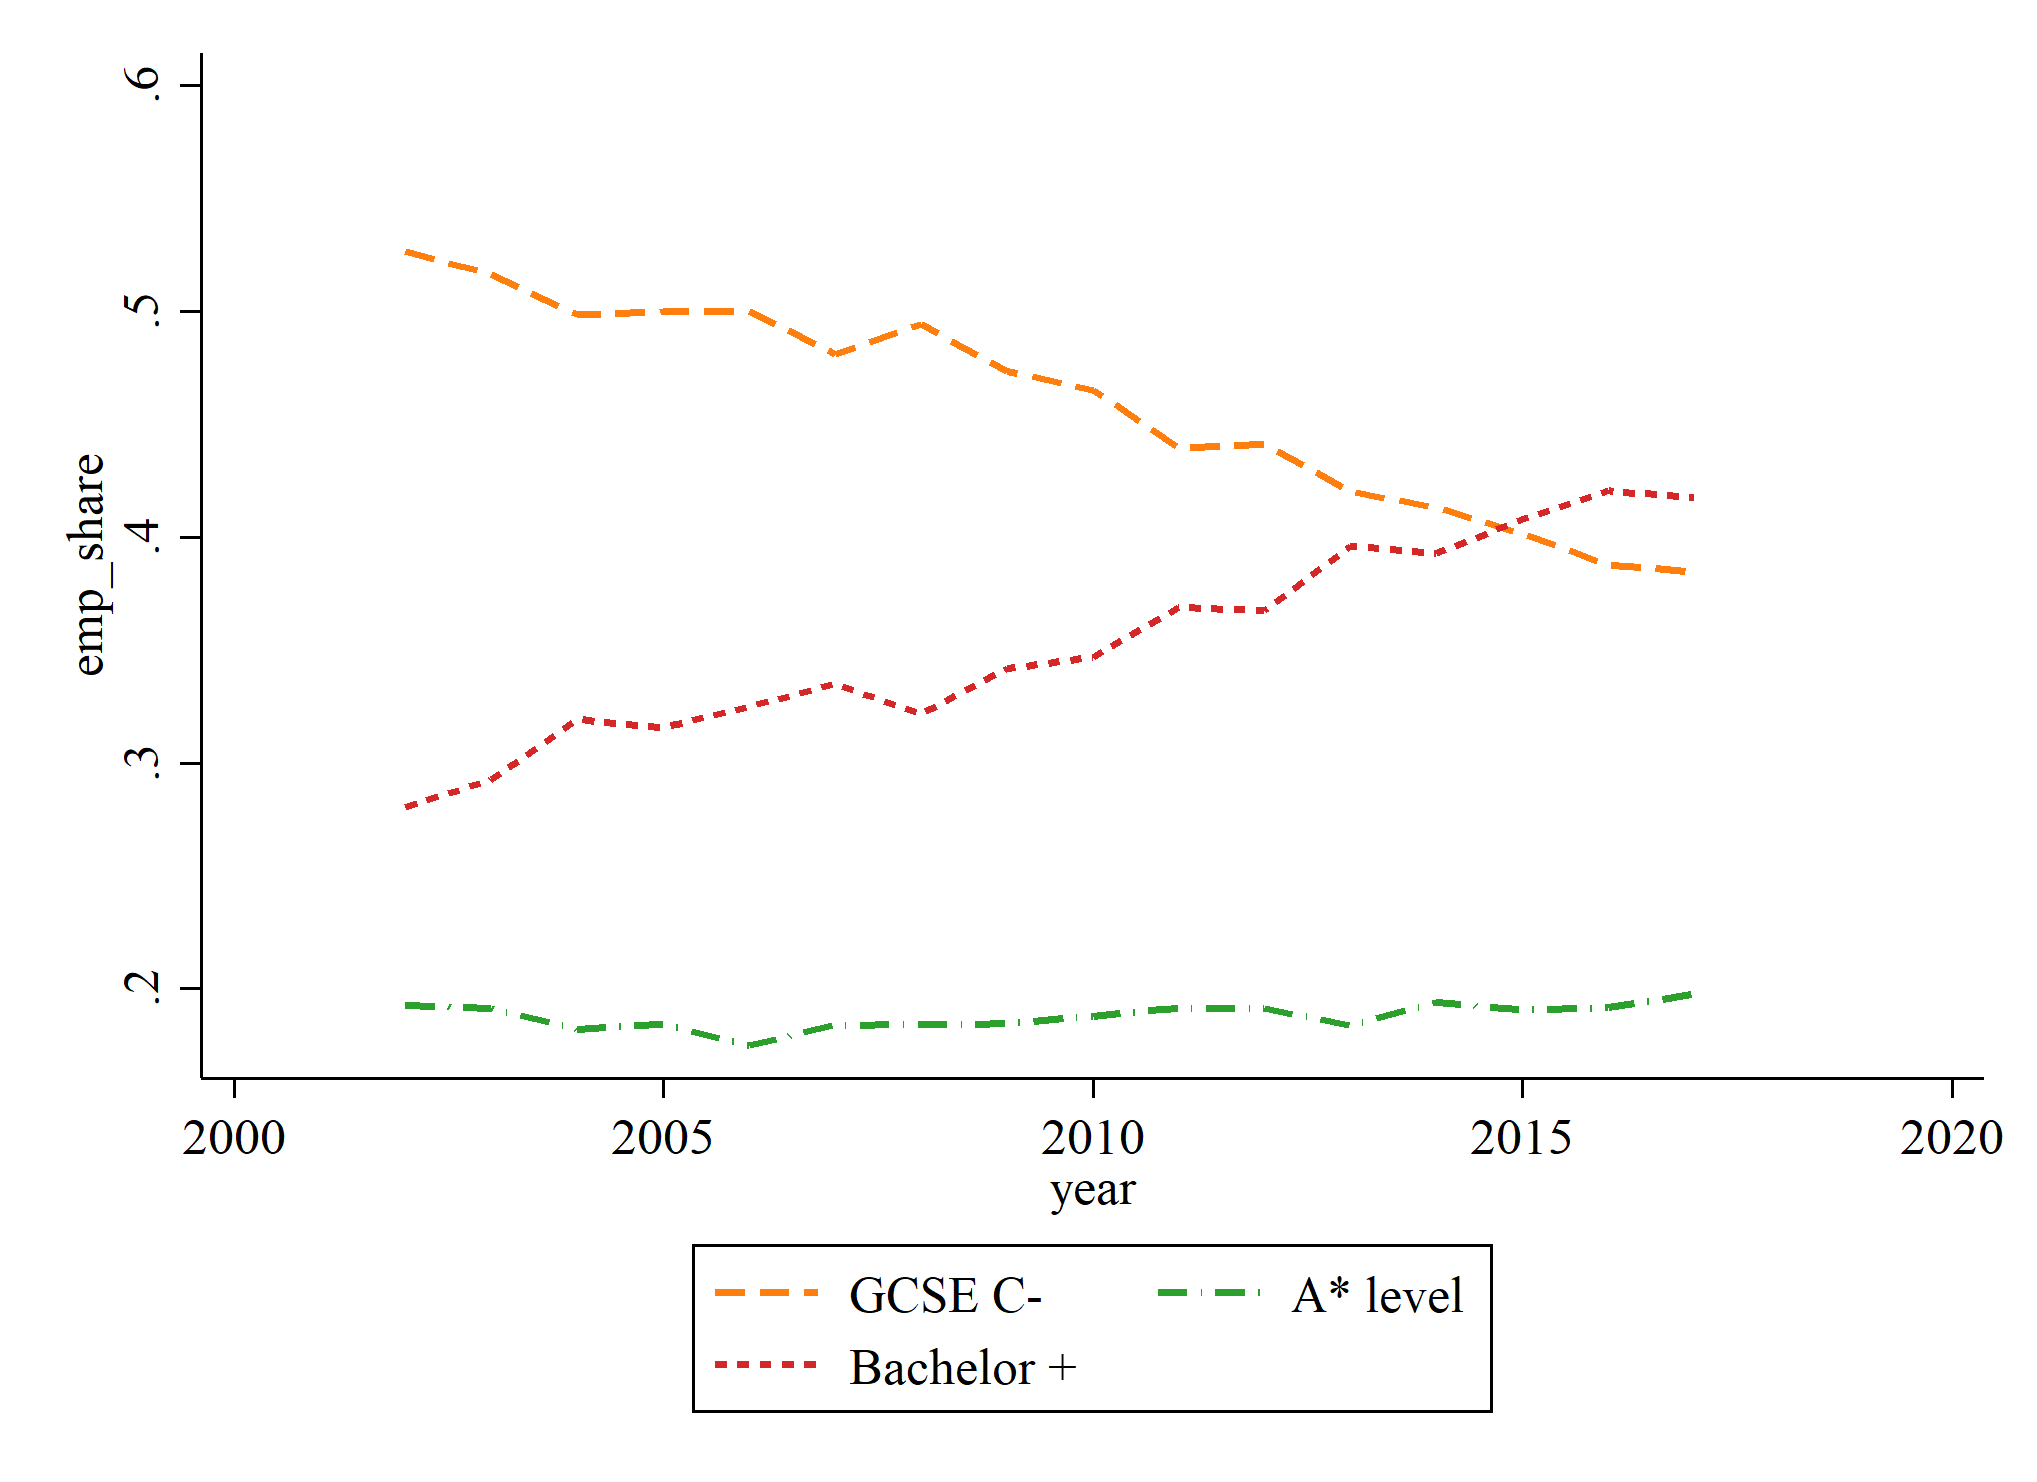 .6
.5
.4
.3
.2
emp_share
2000 2005 2010 2015 2020
year
GCSE C- A* level
Bachelor +